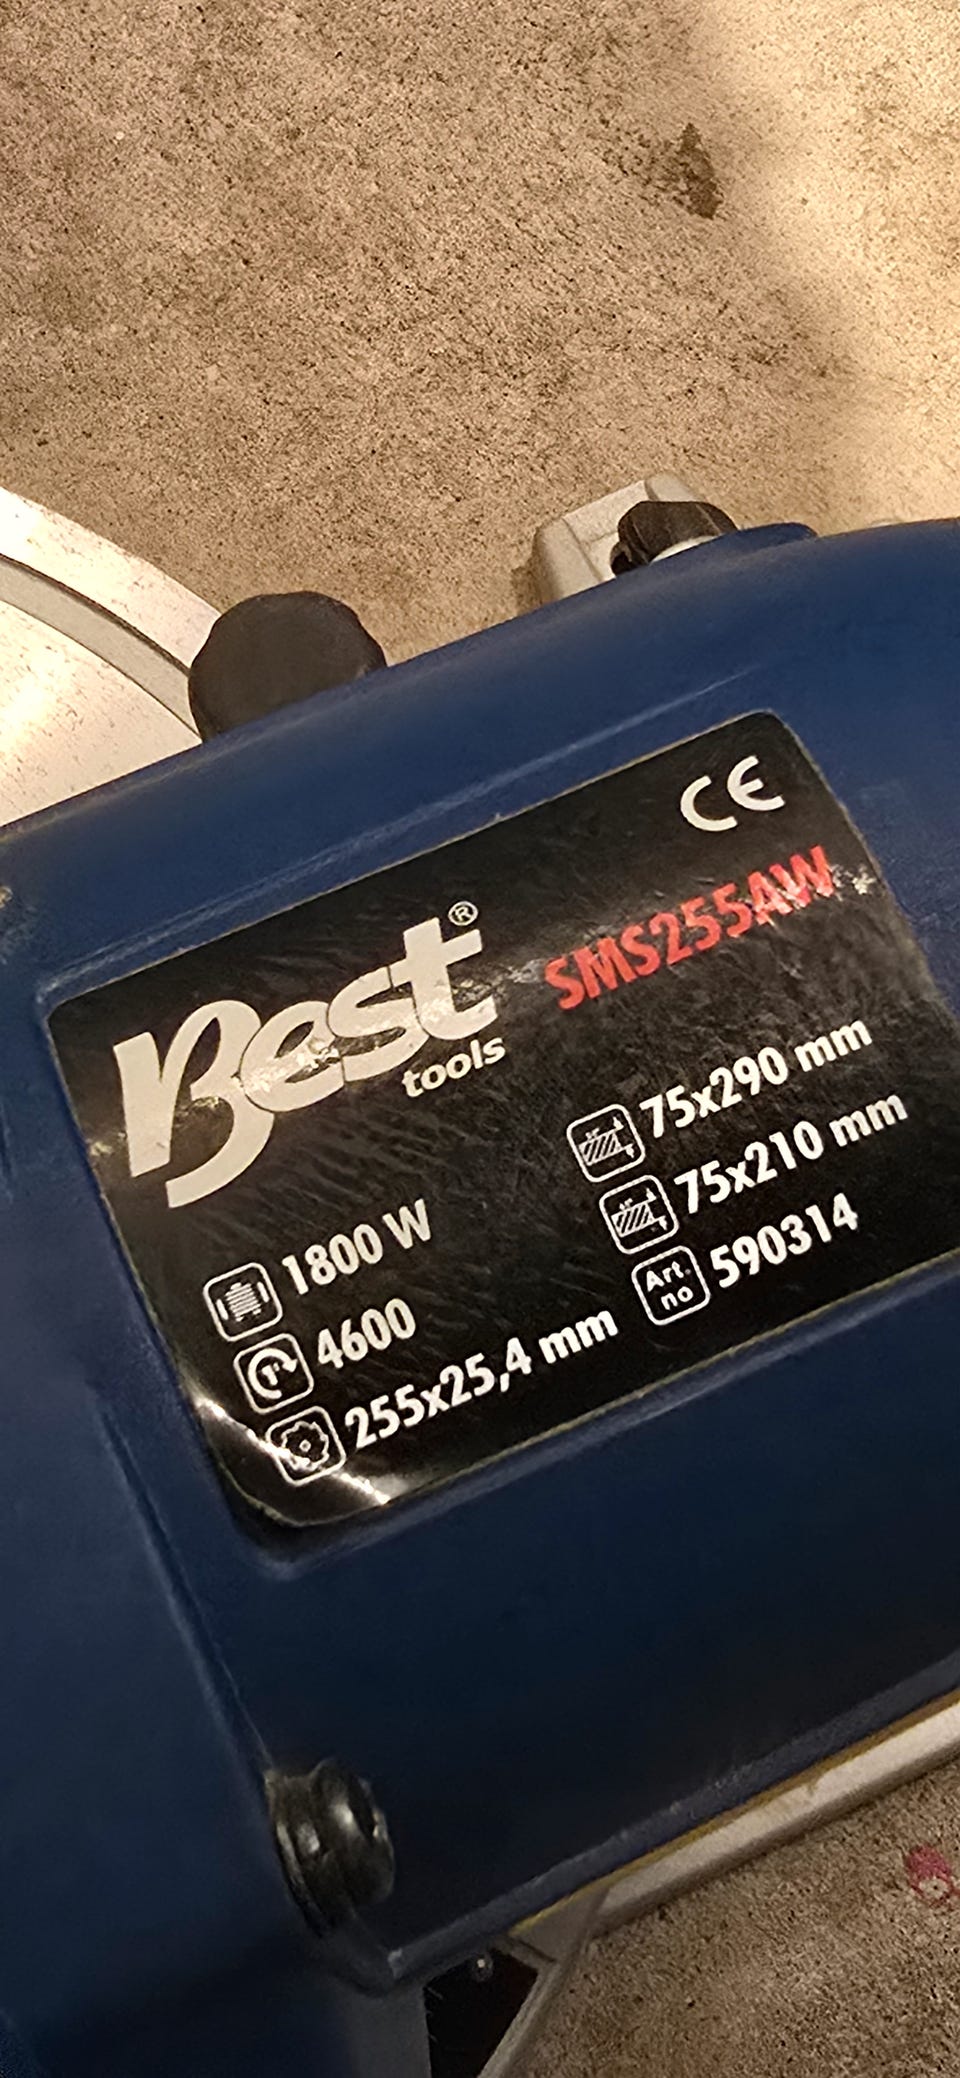 CE
Best®
tools
SMS255AW
1800 W
4600
255x25,4 mm
75x290 mm
75x210 mm
Art.
no
590314